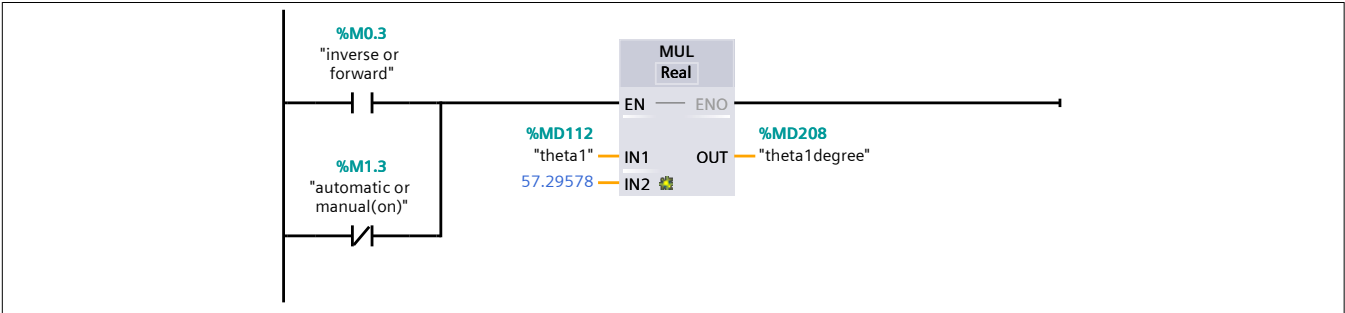 %M0.3
"inverse or
forward"
MUL
Real
EN
ENO
%MD112
"theta1"
IN1
OUT
%MD208
"theta1degree"
57.29578
IN2
%M1.3
"automatic or
manual(on)"